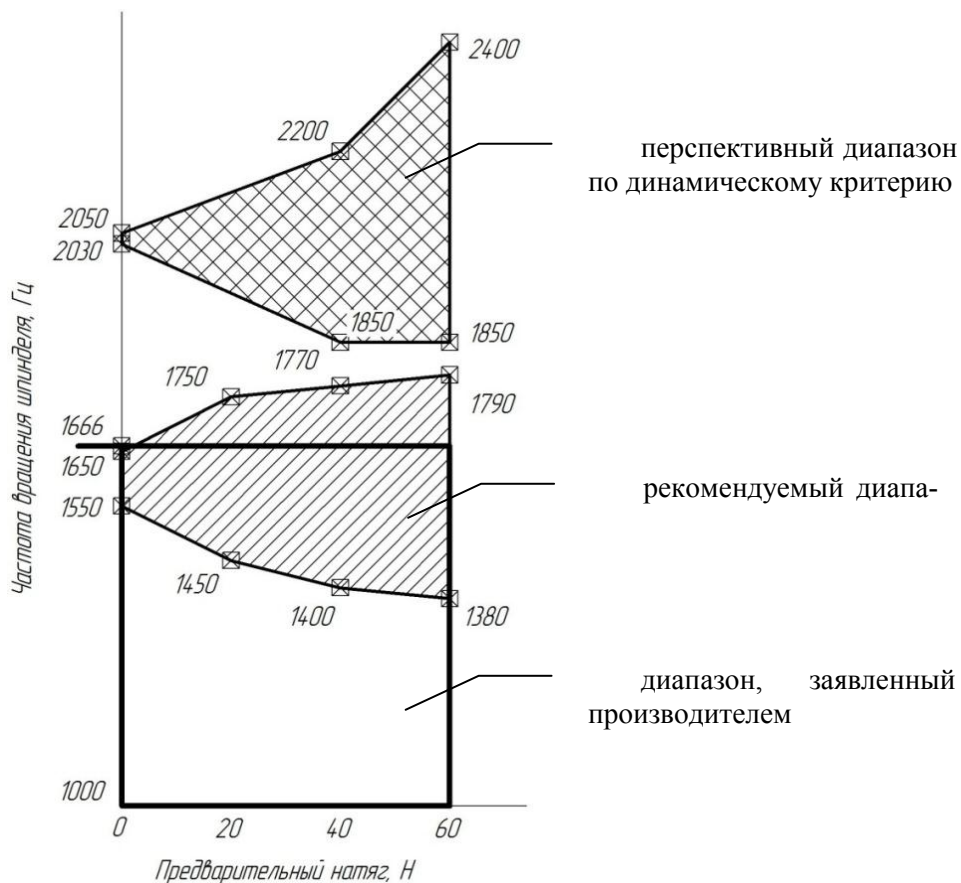 2400
2200
перспективный диапазон
по динамическому критерию
2050
2030
1850
1850
1770
1750
1790
1666
1650
рекомендуемый диапа-
1550
1450
1400
1380
диапазон, заявленный
производителем
1000
0 20 40 60
Предварительный натяг, Н
Частота вращения шпинделя, Гц